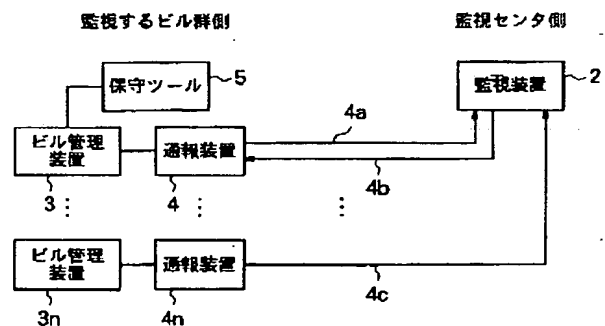 監視するビル群側
監視センタ側
保守ツール
5
監視装置
2
4a
ビル管理
装置
通報装置
4b
3
4
ビル管理
装置
通報装置
4c
3n
4n